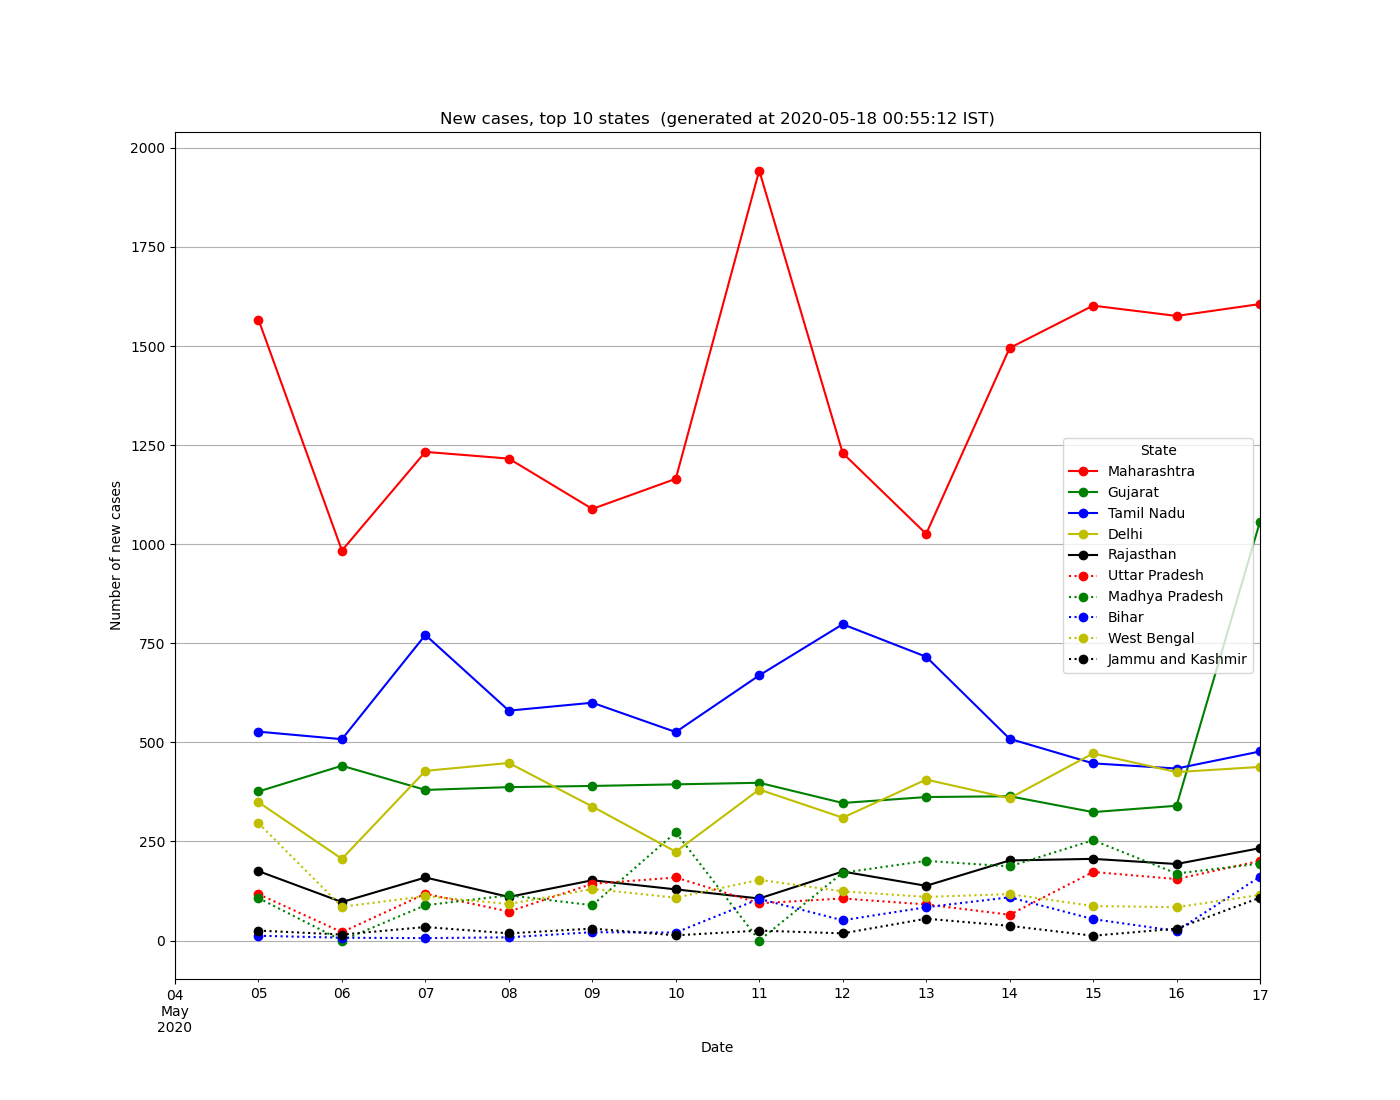 New cases, top 10 states  (generated at 2020-05-18 00:55:12 IST)
2000
1750
1500
1250
1000
750
500
250
0
Number of new cases
State
Maharashtra
Gujarat
Tamil Nadu
Delhi
Rajasthan
Uttar Pradesh
Madhya Pradesh
Bihar
West Bengal
Jammu and Kashmir
04 05 06 07 08 09 10 11 12 13 14 15 16 17
May
2020
Date